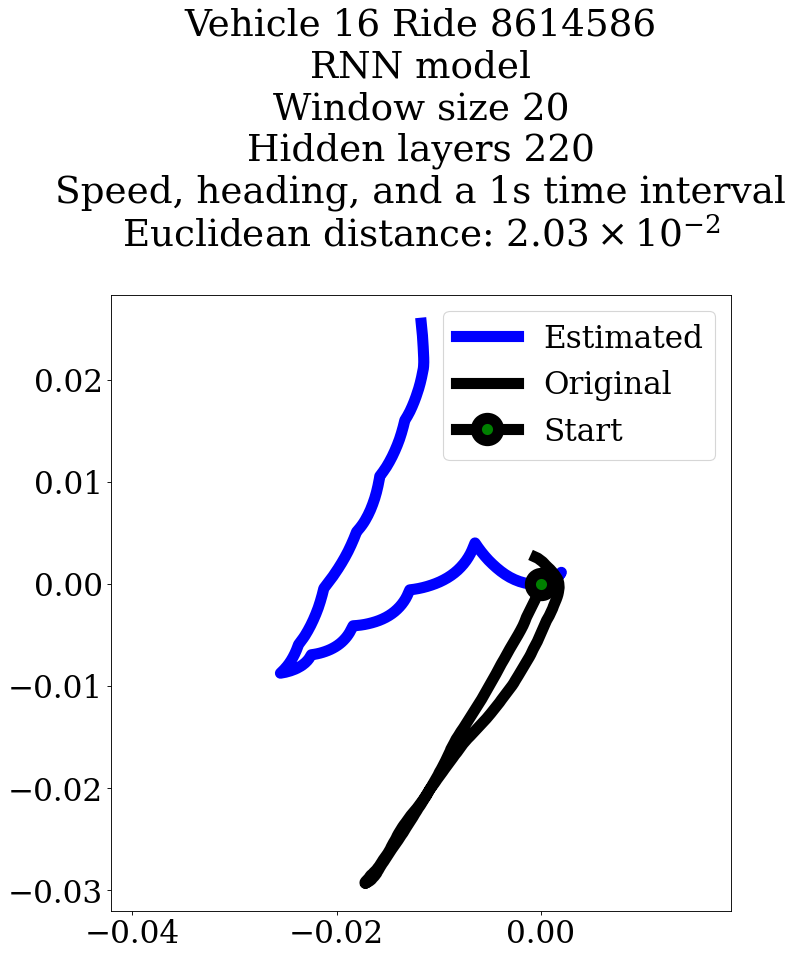 Vehicle 16 Ride 8614586
RNN model
Window size 20
Hidden layers 220
Speed, heading, and a 1s time interval
Euclidean distance: 2.03 × 10⁻²
Estimated
Original
Start
0.02
0.01
0.00
−0.01
−0.02
−0.03
−0.04
−0.02
0.00